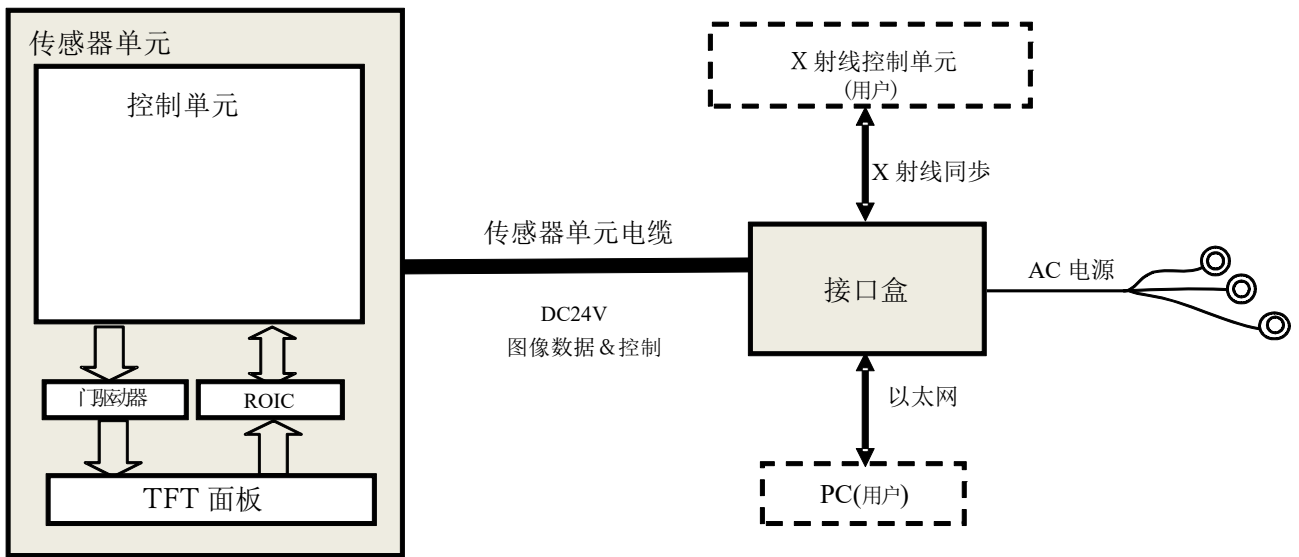 传感器单元
控制单元
门驱动器
ROIC
TFT 面板
传感器单元电缆
DC24V
图像数据&控制
X 射线控制单元
(用户)
X 射线同步
接口盒
AC 电源
以太网
PC(用户)